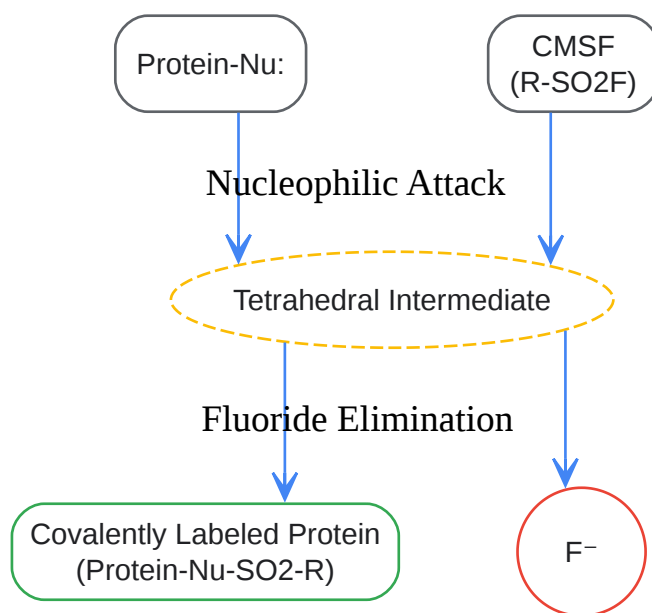 Protein-Nu:
CMSF
(R-SO2F)
Nucleophilic Attack
Tetrahedral Intermediate
Fluoride Elimination
Covalently Labeled Protein
(Protein-Nu-SO2-R)
F⁻